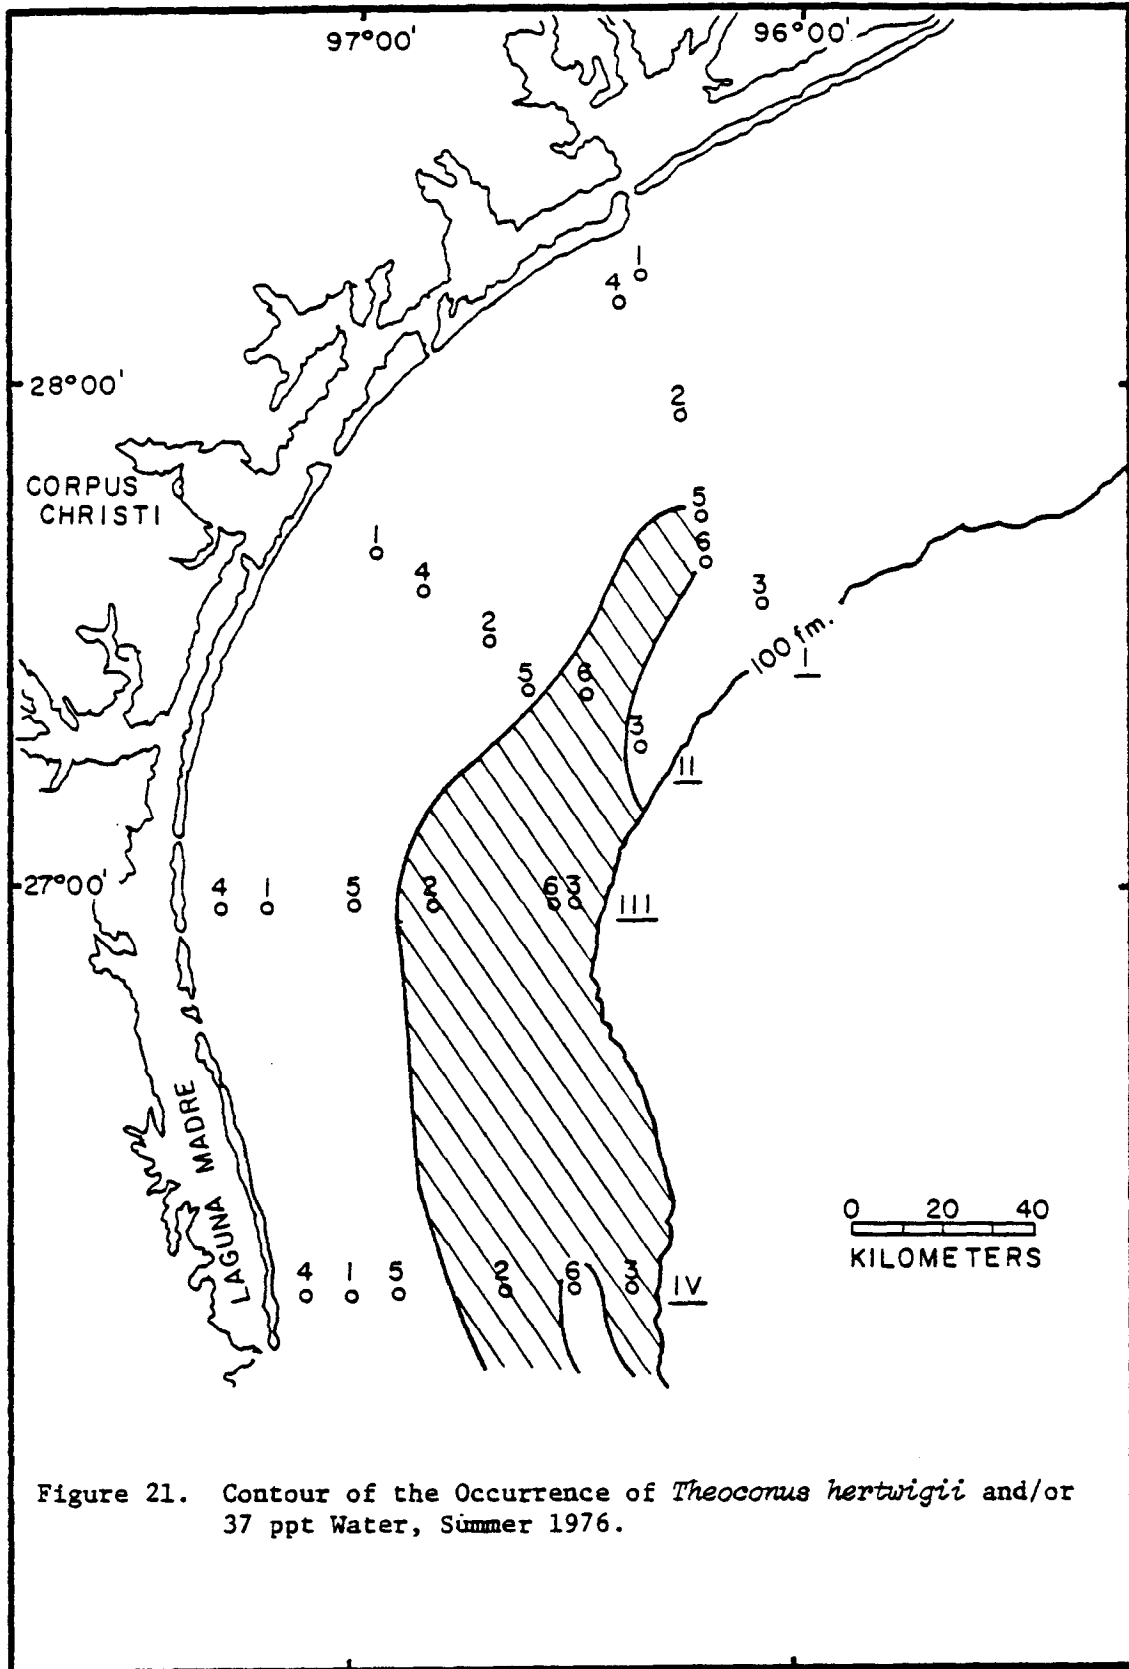 97°00' 96°00'
1
4
28°00'
2
CORPUS
CHRISTI
5
1
6
4
3
2
100 fm.
I
5 6
3
II
27°00'
4 1 5 2 6 3
III
LAGUNA MADRE
0 20 40
KILOMETERS
4 1 5 2 6 3
IV
Figure 21. Contour of the Occurrence of Theoconus hertwigii and/or
37 ppt Water, Summer 1976.